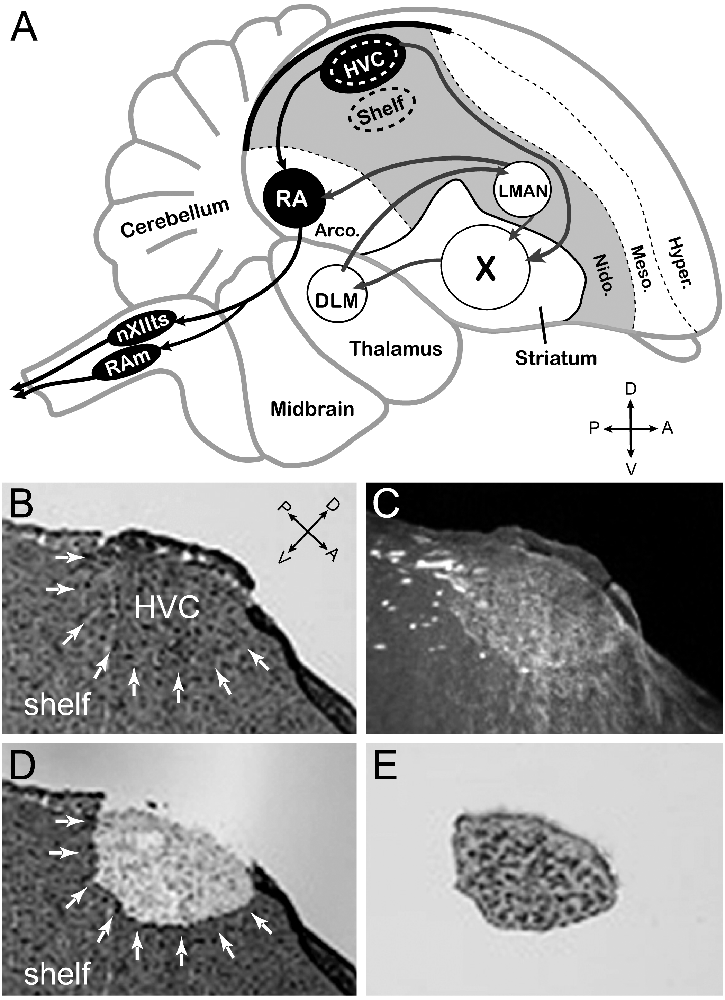 A
HVC
Shelf
RA
LMAN
Cerebellum
Arco.
X
Nido.
Meso.
Hyper.
DLM
nXIIts
RAm
Thalamus
Striatum
Midbrain
D
P
A
V
B
P
D
V
A
HVC
shelf
C
D
shelf
E